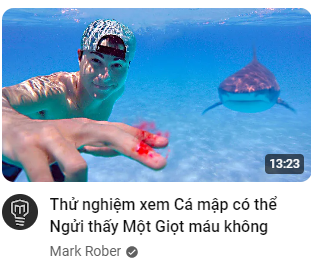 13:23
Thử nghiệm xem Cá mập có thể
Ngửi thấy Một Giọt máu không
Mark Rober